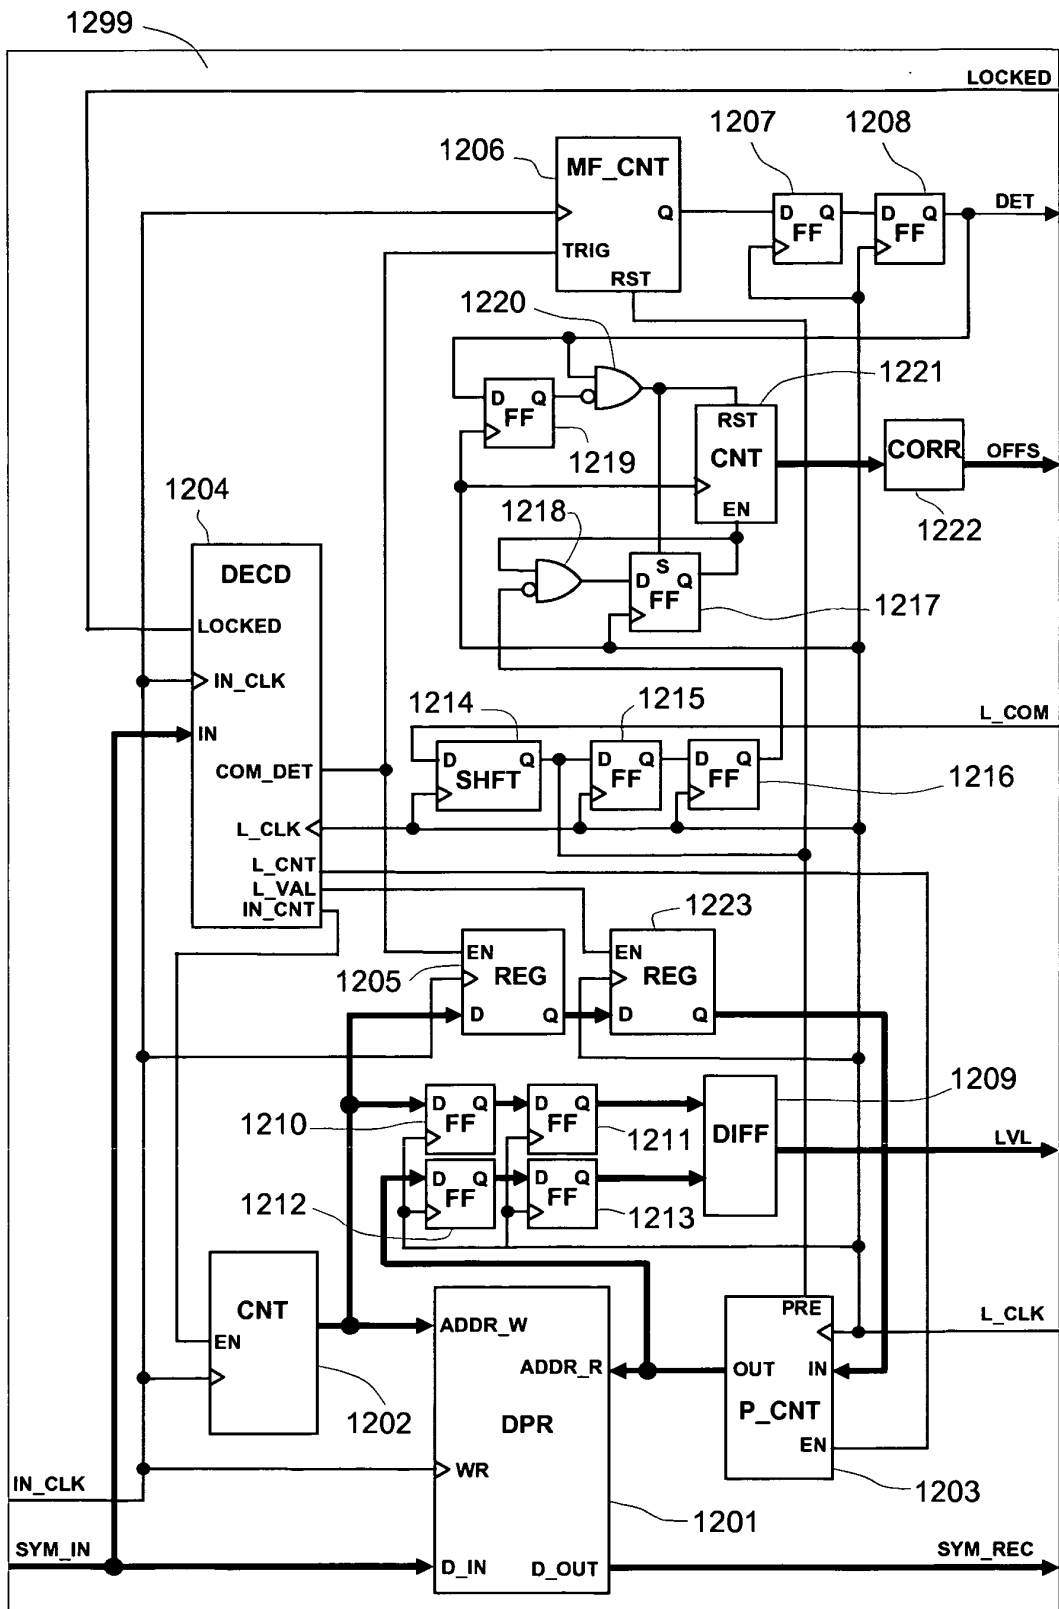 1299
LOCKED
1206
MF_CNT
Q
TRIG
RST
1207
D Q
FF
1208
D Q
FF
DET
1220
D Q
FF
1219
1221
RST
CNT
EN
CORR
OFFS
1222
1218
S
D Q
FF
1217
1204
DECD
LOCKED
IN_CLK
IN
COM_DET
L_CLK
L_CNT
L_VAL
IN_CNT
L_COM
1214
D Q
SHFT
1215
D Q
FF
D Q
FF
1216
1205
EN
REG
D Q
1223
EN
REG
D Q
1210
D Q
FF
D Q
FF
1211
1209
DIFF
LVL
1212
D Q
FF
D Q
FF
1213
CNT
EN
1202
ADDR_W
ADDR_R
DPR
WR
D_IN
D_OUT
1201
PRE
OUT IN
P_CNT
EN
1203
L_CLK
IN_CLK
SYM_IN
SYM_REC